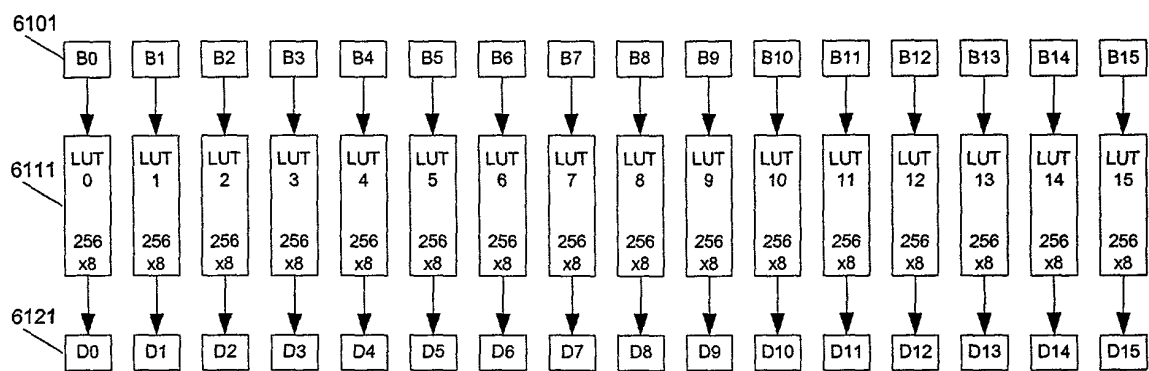 6101
B0 B1 B2 B3 B4 B5 B6 B7 B8 B9 B10 B11 B12 B13 B14 B15
6111
LUT LUT LUT LUT LUT LUT LUT LUT LUT LUT LUT LUT LUT LUT LUT LUT
0 1 2 3 4 5 6 7 8 9 10 11 12 13 14 15
256 256 256 256 256 256 256 256 256 256 256 256 256 256 256 256
x8 x8 x8 x8 x8 x8 x8 x8 x8 x8 x8 x8 x8 x8 x8 x8
6121
D0 D1 D2 D3 D4 D5 D6 D7 D8 D9 D10 D11 D12 D13 D14 D15